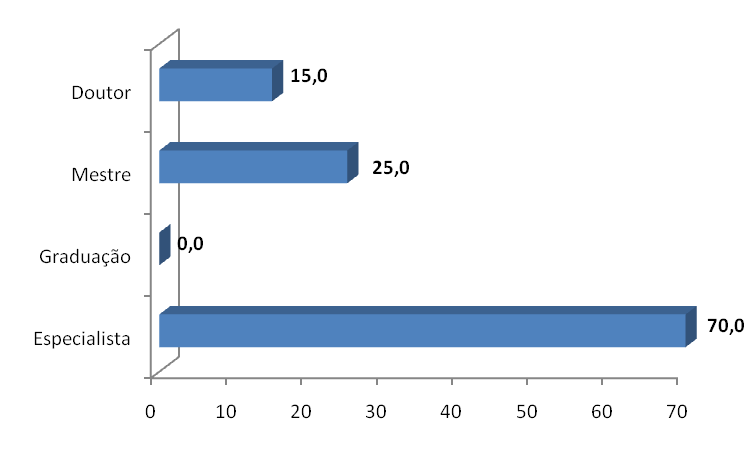 Doutor 15,0
Mestre 25,0
Graduação 0,0
Especialista 70,0
0 10 20 30 40 50 60 70